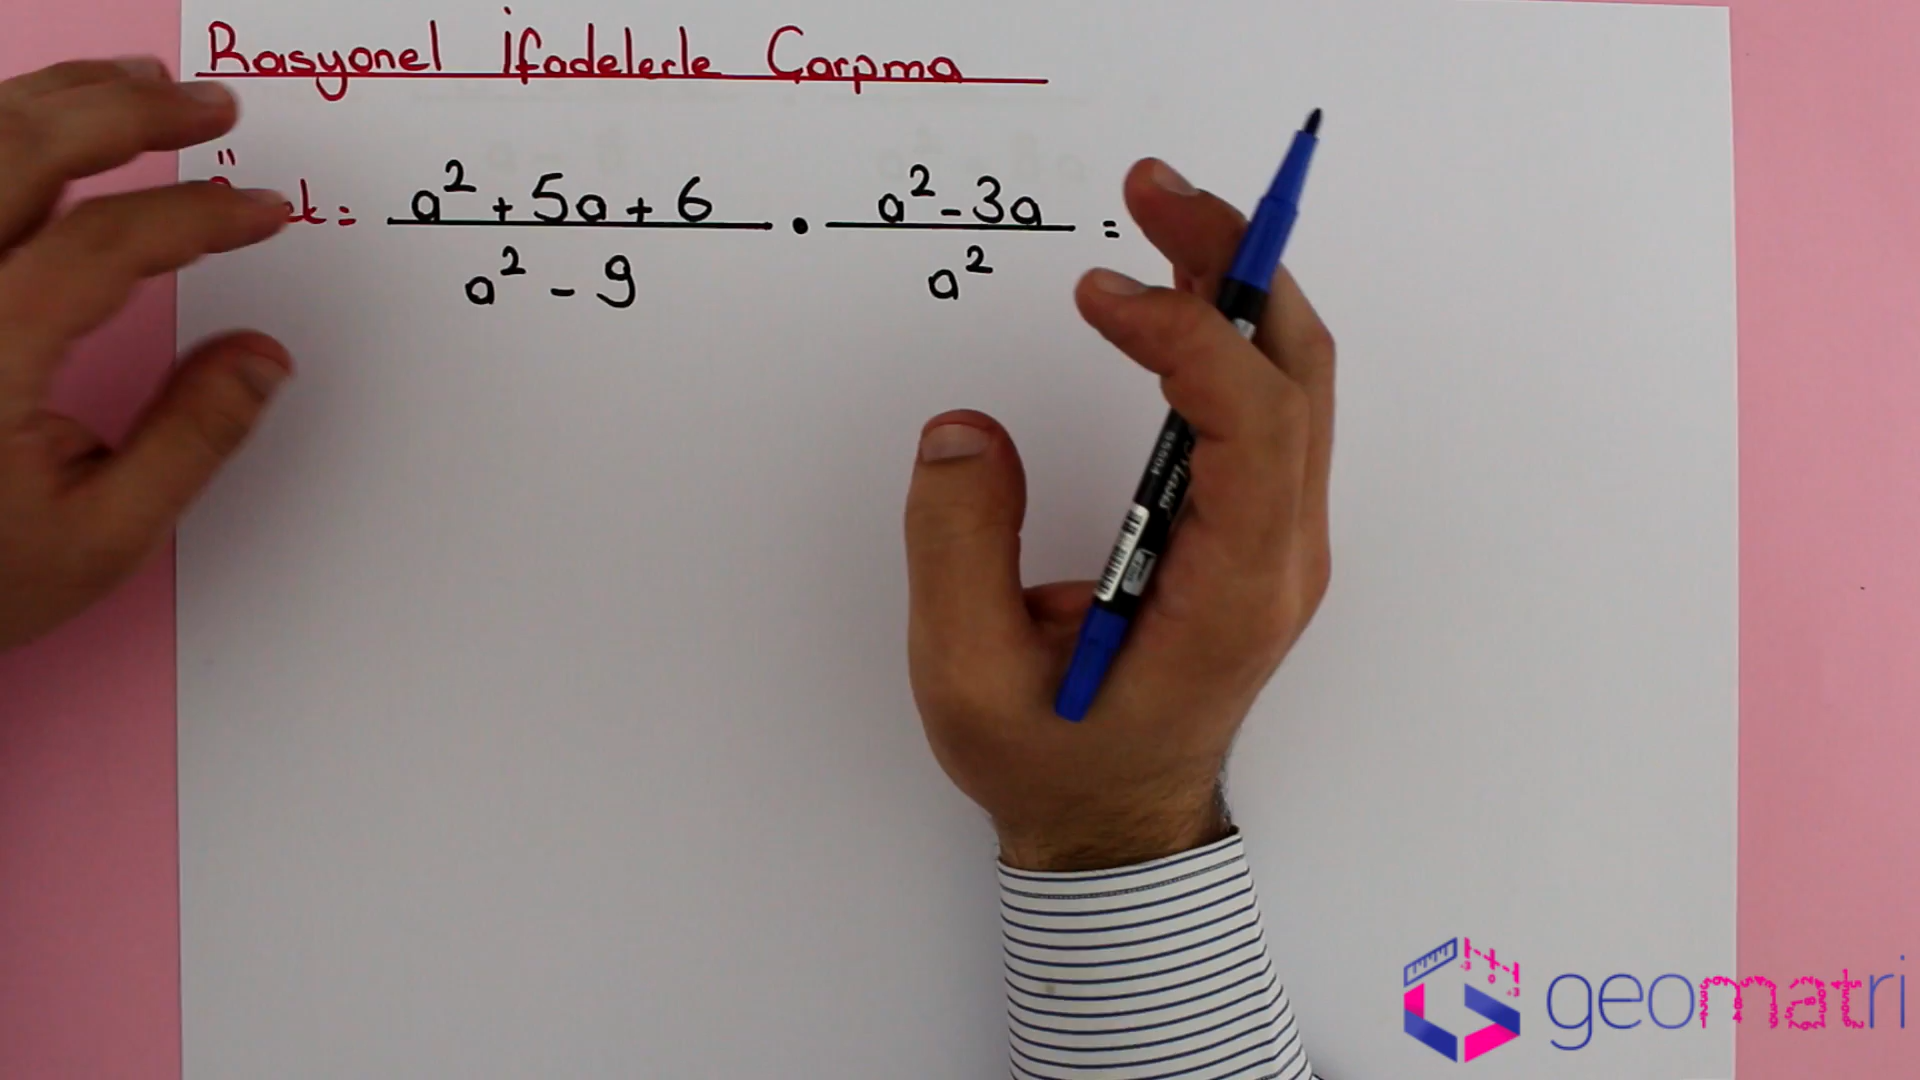 Rasyonel İfadelerle Çarpma
a² + 5a + 6 / a² - 9 . a² - 3a / a² =
geomatri